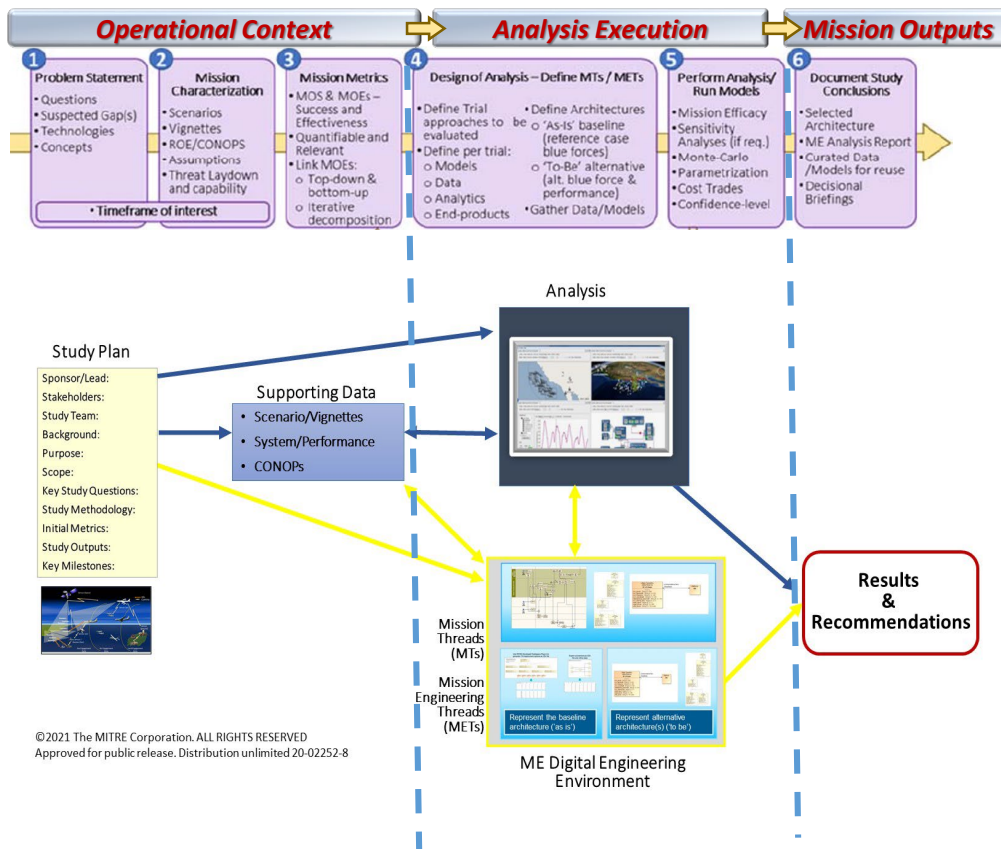 Operational Context
Analysis Execution
Mission Outputs
1
Problem Statement
• Questions
• Suspected Gap(s)
• Technologies
• Concepts
2
Mission
Characterization
• Scenarios
• Vignettes
• ROE/CONOPS
- Assumptions
• Threat Laydown
and capability
• Timeframe of interest
3
Mission Metrics
• MOS & MOEs –
Success and
Effectiveness
• Quantifiable and
Relevant
• Link MOEs:
o Top-down &
bottom-up
o Iterative
decomposition
4
Design of Analysis – Define MTs / METs
• Define Trial
approaches to be
evaluated
• Define per trial:
o Models
o Data
o Analytics
o End-products
• Define Architectures
o 'As-Is' baseline
(reference case
blue forces)
o 'To-Be' alternative
(alt. blue force &
performance)
• Gather Data/Models
5
Perform Analysis/
Run Models
• Mission Efficacy
• Sensitivity
Analyses (if req.)
• Monte-Carlo
• Parametrization
• Cost Trades
• Confidence-level
6
Document Study
Conclusions
• Selected
Architecture
• ME Analysis Report
• Curated Data
/Models for reuse
• Decisional
Briefings
Analysis
Study Plan
Sponsor/Lead:
Stakeholders:
Study Team:
Background:
Purpose:
Scope:
Key Study Questions:
Study Methodology:
Initial Metrics:
Study Outputs:
Key Milestones:
Supporting Data
• Scenario/Vignettes
• System/Performance
• CONOPs
Mission
Threads
(MTs)
Mission
Engineering
Threads
(METs)
Represent the baseline
architecture ('as is')
Represent alternative
architecture(s) ('to be')
ME Digital Engineering
Environment
Results
&
Recommendations
©2021 The MITRE Corporation. ALL RIGHTS RESERVED
Approved for public release. Distribution unlimited 20-02252-8